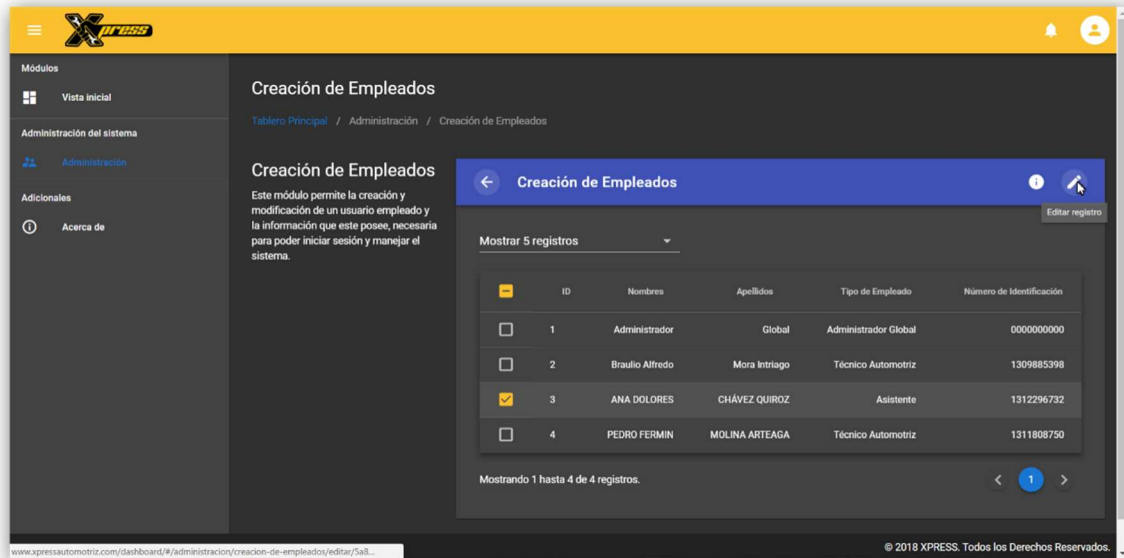 Xpress
Módulos
Vista inicial
Administración del sistema
Administración
Adicionales
Acerca de
Creación de Empleados
Tablero Principal / Administración / Creación de Empleados
Creación de Empleados
Este módulo permite la creación y
modificación de un usuario empleado y
la información que este posee, necesaria
para poder iniciar sesión y manejar el
sistema.
Creación de Empleados
Editar registro
Mostrar 5 registros
ID Nombres Apellidos Tipo de Empleado Número de Identificación
1 Administrador Global Administrador Global 0000000000
2 Braulio Alfredo Mora Intriago Técnico Automotriz 1309885398
3 ANA DOLORES CHÁVEZ QUIROZ Asistente 1312296732
4 PEDRO FERMIN MOLINA ARTEAGA Técnico Automotriz 1311808750
Mostrando 1 hasta 4 de 4 registros.
1
www.xpressautomotriz.com/dashboard/#/administracion/creacion-de-empleados/editar/5a8...
© 2018 XPRESS. Todos los Derechos Reservados.